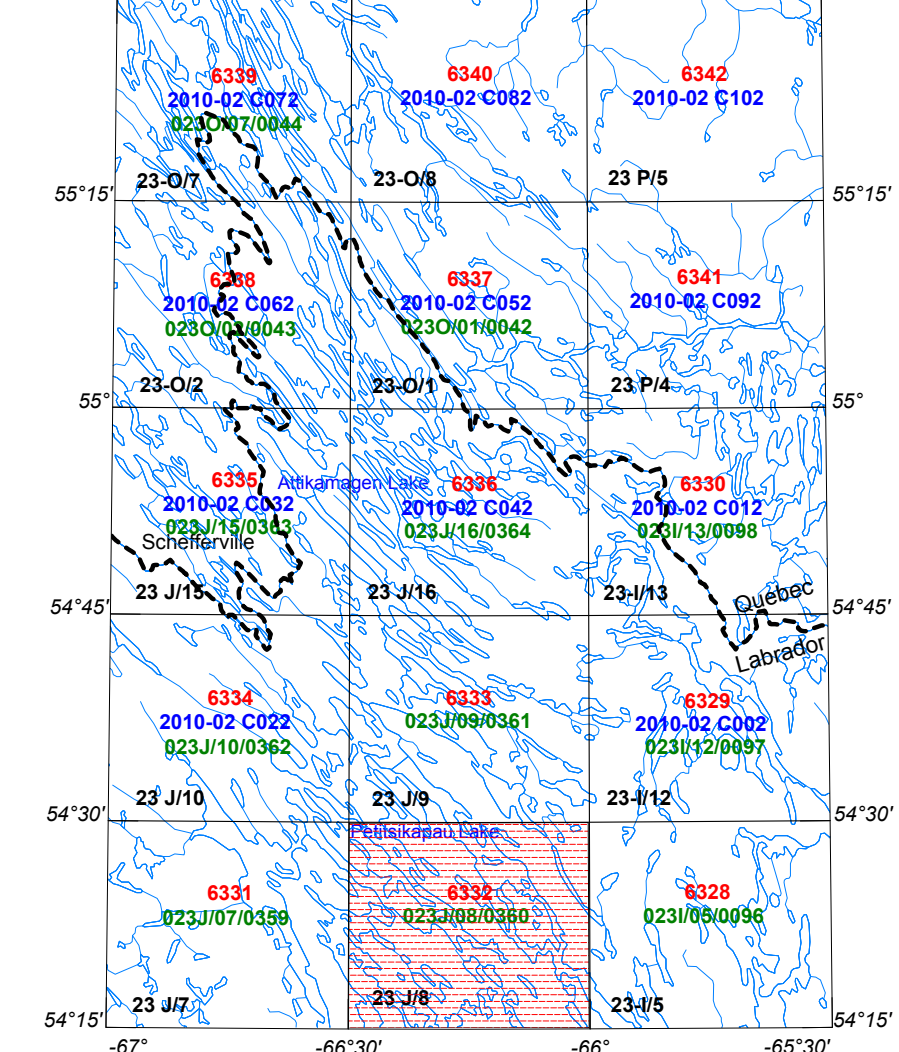 6339
2010-02 C072
023O/07/0044
23-O/7
6340
2010-02 C082
23-O/8
6342
2010-02 C102
23 P/5
55°15'
55°15'
6338
2010-02 C062
023O/02/0043
23-O/2
6337
2010-02 C052
023O/01/0042
23-O/1
6341
2010-02 C092
23 P/4
55°
55°
6335
2010-02 C032
023J/15/0363
Schefferville
23 J/15
Attikamagen Lake
6336
2010-02 C042
023J/16/0364
23 J/16
6330
2010-02 C012
023I/13/0098
23-I/13
Quebec
Labrador
54°45'
54°45'
6334
2010-02 C022
023J/10/0362
23 J/10
6333
023J/09/0361
23 J/9
6329
2010-02 C002
023I/12/0097
23-I/12
54°30'
54°30'
Petitsikapau Lake
6331
023J/07/0359
23 J/7
6332
023J/08/0360
23 J/8
6328
023I/05/0096
23-I/5
54°15'
54°15'
-67°
-66°30'
-66°
-65°30'